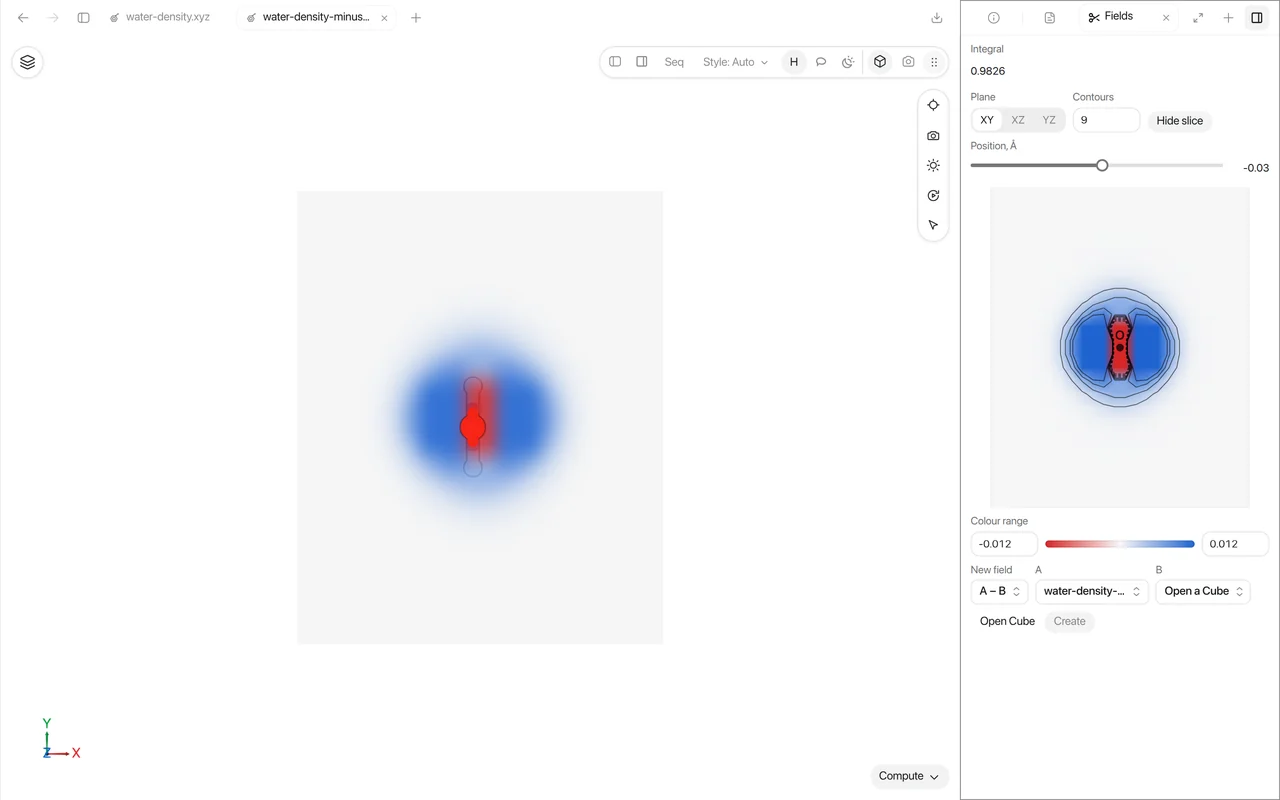 water-density.xyz
water-density-minus...
Fields
Seq
Style: Auto
H
Integral
0.9826
Plane
Contours
XY
XZ
YZ
9
Hide slice
Position, Å
-0.03
Colour range
-0.012
0.012
New field
A
B
A – B
water-density-...
Open a Cube
Open Cube
Create
Y
Z
X
Compute